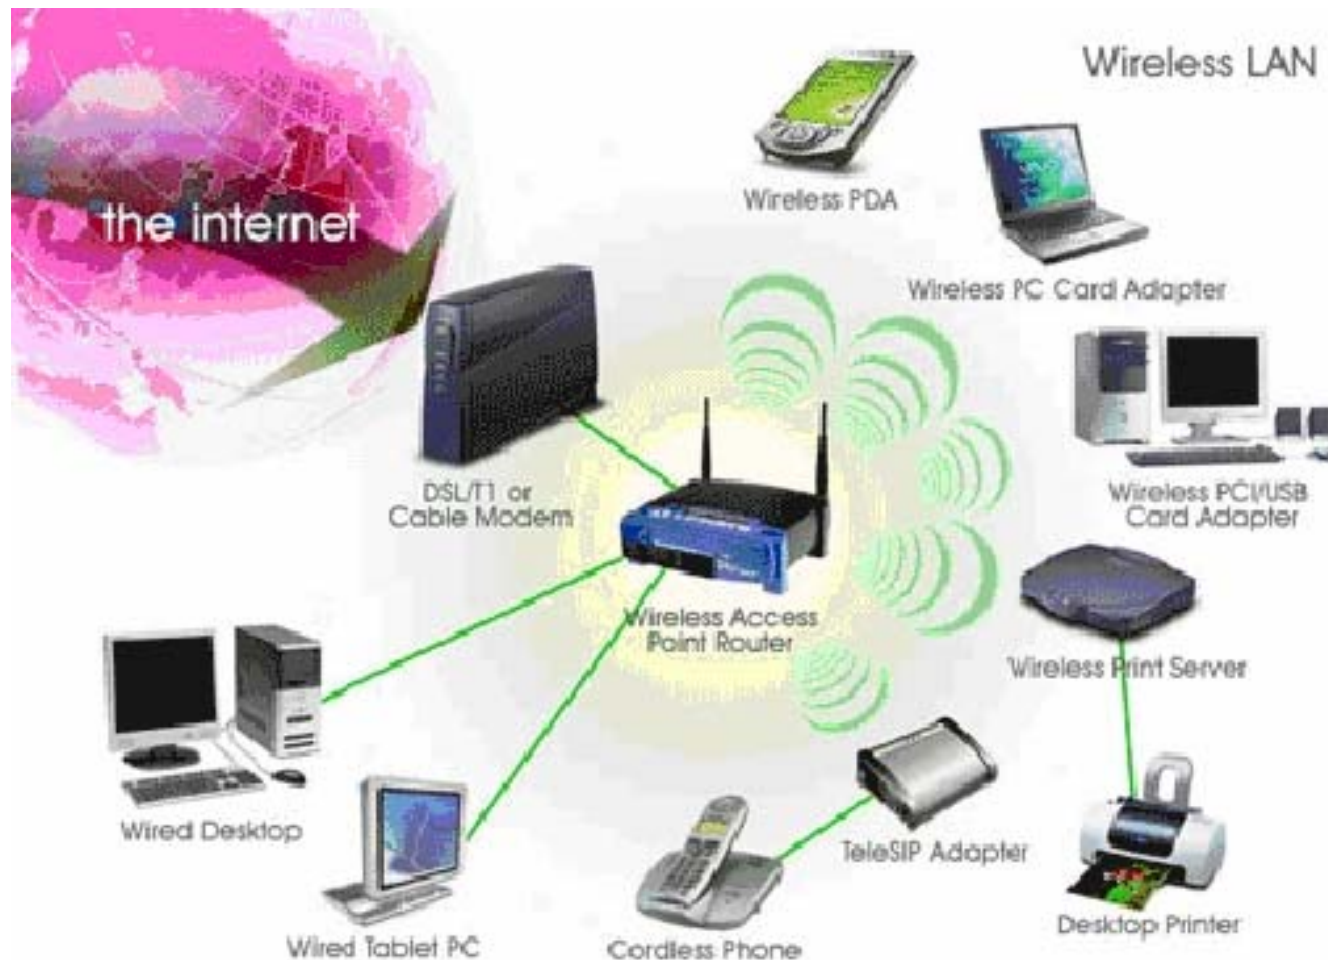 Wireless LAN
the internet
Wireless PDA
Wireless PC Card Adapter
DSL/T1 or
Cable Modem
Wireless PCI/USB
Card Adapter
Wireless Access
Point Router
Wireless Print Server
Wired Desktop
TeleSIP Adapter
Wired Tablet PC
Cordless Phone
Desktop Printer